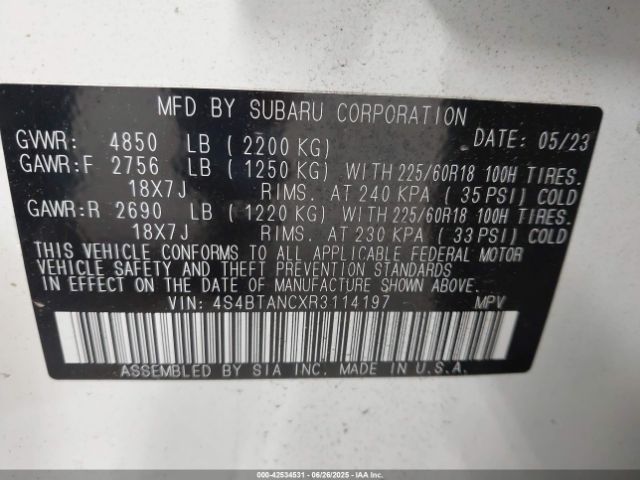 MFD BY SUBARU CORPORATION
DATE: 05/23
GVWR: 4850 LB ( 2200 KG)
GAWR:F 2756 LB ( 1250 KG) WITH 225/60R18 100H TIRES.
18X7J RIMS. AT 240 KPA ( 35 PSI) COLD
GAWR:R 2690 LB ( 1220 KG) WITH 225/60R18 100H TIRES.
18X7J RIMS. AT 230 KPA ( 33 PSI) COLD
THIS VEHICLE CONFORMS TO ALL APPLICABLE FEDERAL MOTOR
VEHICLE SAFETY AND THEFT PREVENTION STANDARDS
IN EFFECT ON THE DATE OF MANUFACTURE SHOWN ABOVE.
VIN: 4S4BTANCXR3114197 MPV
ASSEMBLED BY SIA INC. MADE IN U.S.A.
000-42534531 - 06/26/2025 - IAAI.COM